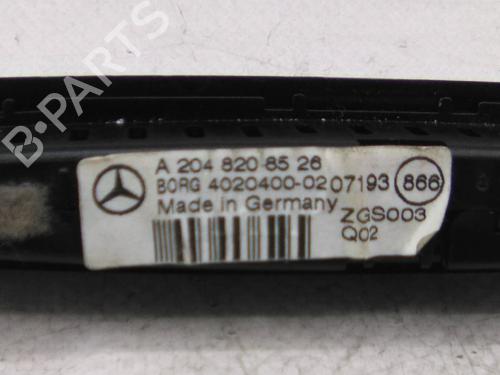 B-PARTS
A 204 820 85 26
BORG 4020400-02 07193 866
Made in Germany
ZGS003
Q02